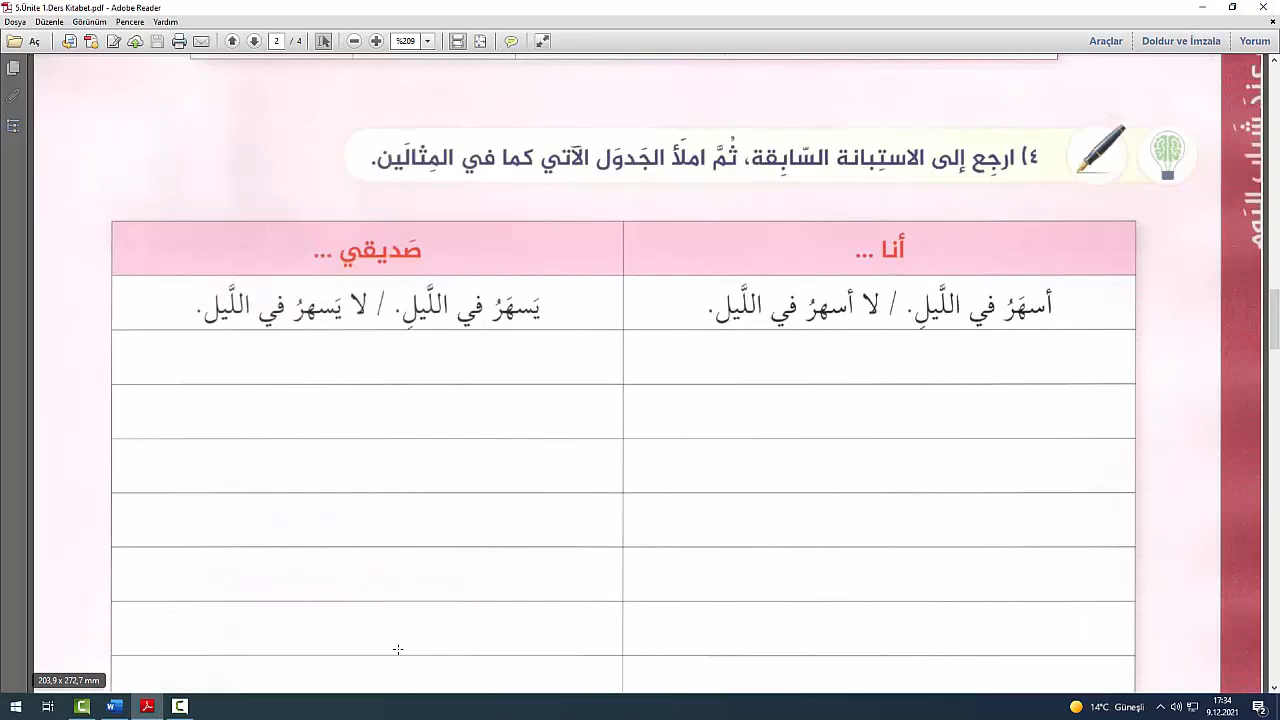 5.Ünite 1.Ders Kitabet.pdf - Adobe Reader
Dosya Düzenle Görünüm Pencere Yardım
Aç 2 / 4 %209 Araçlar Doldur ve İmzala Yorum
٤) ارجِع إلى الاستِبانة السّابِقة، ثُمَّ املَأ الجَدوَل الآتي كما في المِثالَين.
أنا ... صَديقي ...
أسهَرُ في اللَّيلِ. / لا أسهرُ في اللَّيل. يَسهَرُ في اللَّيلِ. / لا يَسهرُ في اللَّيل.
203,9 x 272,7 mm
14°C Güneşli 17:34
9.12.2021
2